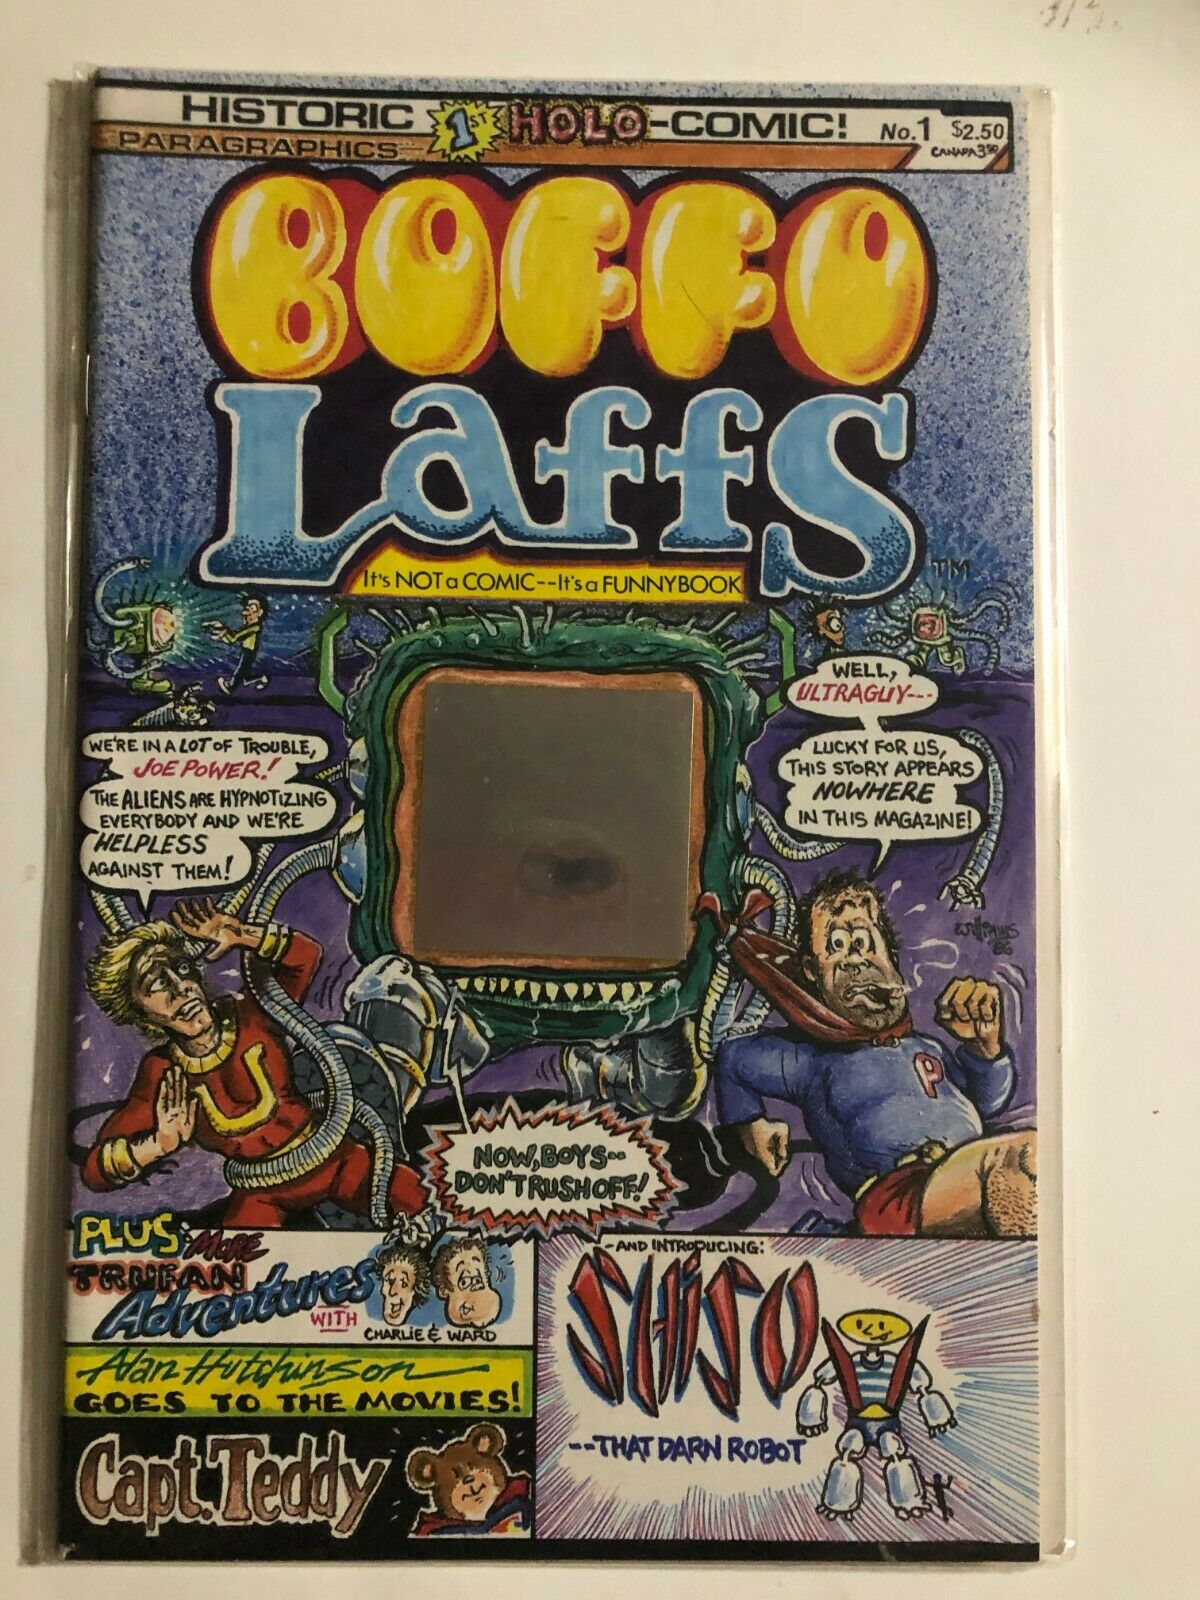 HISTORIC 1ST HOLO-COMIC! No.1 $2.50
PARAGRAPHICS CANADA 3.50
BOFFO
LaffS
TM
It's NOT a COMIC--It's a FUNNYBOOK
WELL,
ULTRAGUY---
LUCKY FOR US,
THIS STORY APPEARS
NOWHERE
IN THIS MAGAZINE!
WE'RE IN A LOT OF TROUBLE,
JOE POWER!
THE ALIENS ARE HYPNOTIZING
EVERYBODY AND WE'RE
HELPLESS
AGAINST THEM!
Williams
86
U
P
NOW, BOYS--
DON'T RUSH OFF!
PLUS: MORE
TRUFAN
Adventures
WITH
CHARLIE & WARD
Alan Hutchinson
GOES TO THE MOVIES!
Capt. Teddy
--AND INTRODUCING:
SHISU
--THAT DARN ROBOT